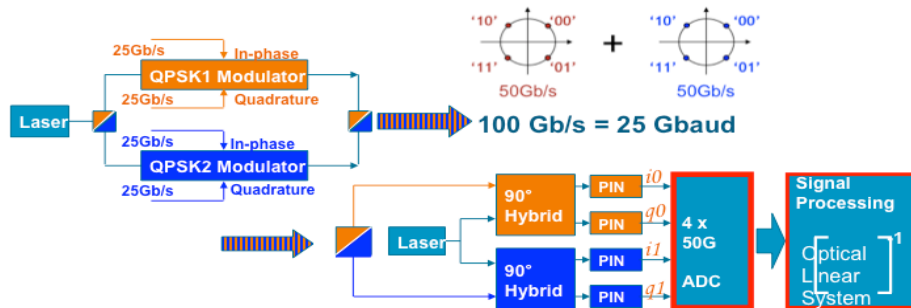 25Gb/s
In-phase
QPSK1 Modulator
25Gb/s
Quadrature
Laser
25Gb/s
In-phase
QPSK2 Modulator
25Gb/s
Quadrature
‘10’ ‘00’
‘11’ ‘01’
50Gb/s
+
‘10’ ‘00’
‘11’ ‘01’
50Gb/s
100 Gb/s = 25 Gbaud
Laser
90°
Hybrid
90°
Hybrid
PIN
PIN
PIN
PIN
i0
q0
i1
q1
4 x
50G
ADC
Signal
Processing
Optical
Linear
System
-1